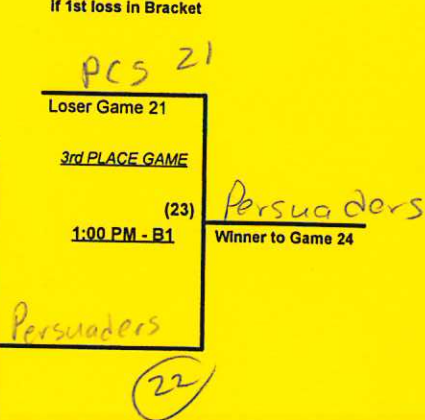 If 1st loss in Bracket
PCS 21
Loser Game 21
3rd PLACE GAME
(23)
Persuaders
1:00 PM - B1
Winner to Game 24
Persuaders
22